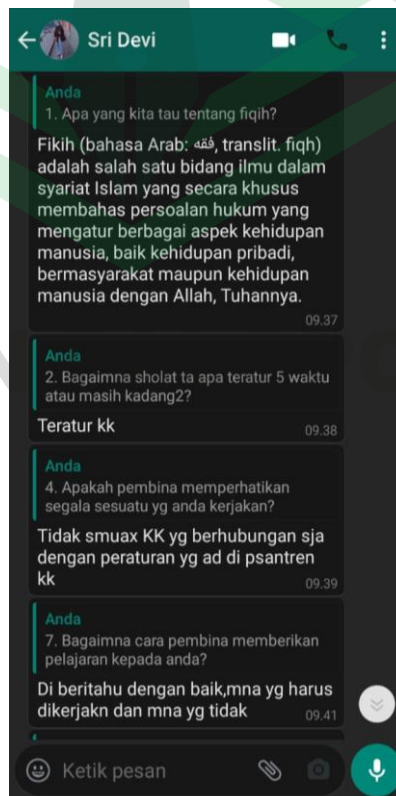 Sri Devi
Anda
1. Apa yang kita tau tentang fiqih?
Fikih (bahasa Arab: فقه, translit. fiqh)
adalah salah satu bidang ilmu dalam
syariat Islam yang secara khusus
membahas persoalan hukum yang
mengatur berbagai aspek kehidupan
manusia, baik kehidupan pribadi,
bermasyarakat maupun kehidupan
manusia dengan Allah, Tuhannya.
09.37
Anda
2. Bagaimna sholat ta apa teratur 5 waktu
atau masih kadang2?
Teratur kk
09.38
Anda
4. Apakah pembina memperhatikan
segala sesuatu yg anda kerjakan?
Tidak smuax KK yg berhubungan sja
dengan peraturan yg ad di psantren
kk
09.39
Anda
7. Bagaimna cara pembina memberikan
pelajaran kepada anda?
Di beritahu dengan baik,mna yg harus
dikerjakn dan mna yg tidak
09.41
Ketik pesan